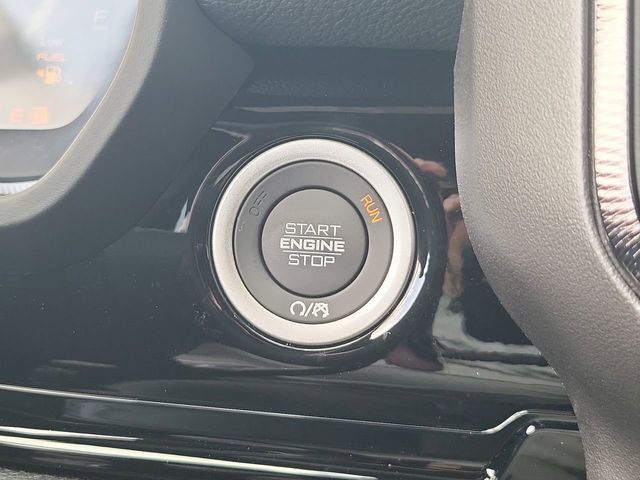 F
FUEL
OFF
RUN
START
ENGINE
STOP